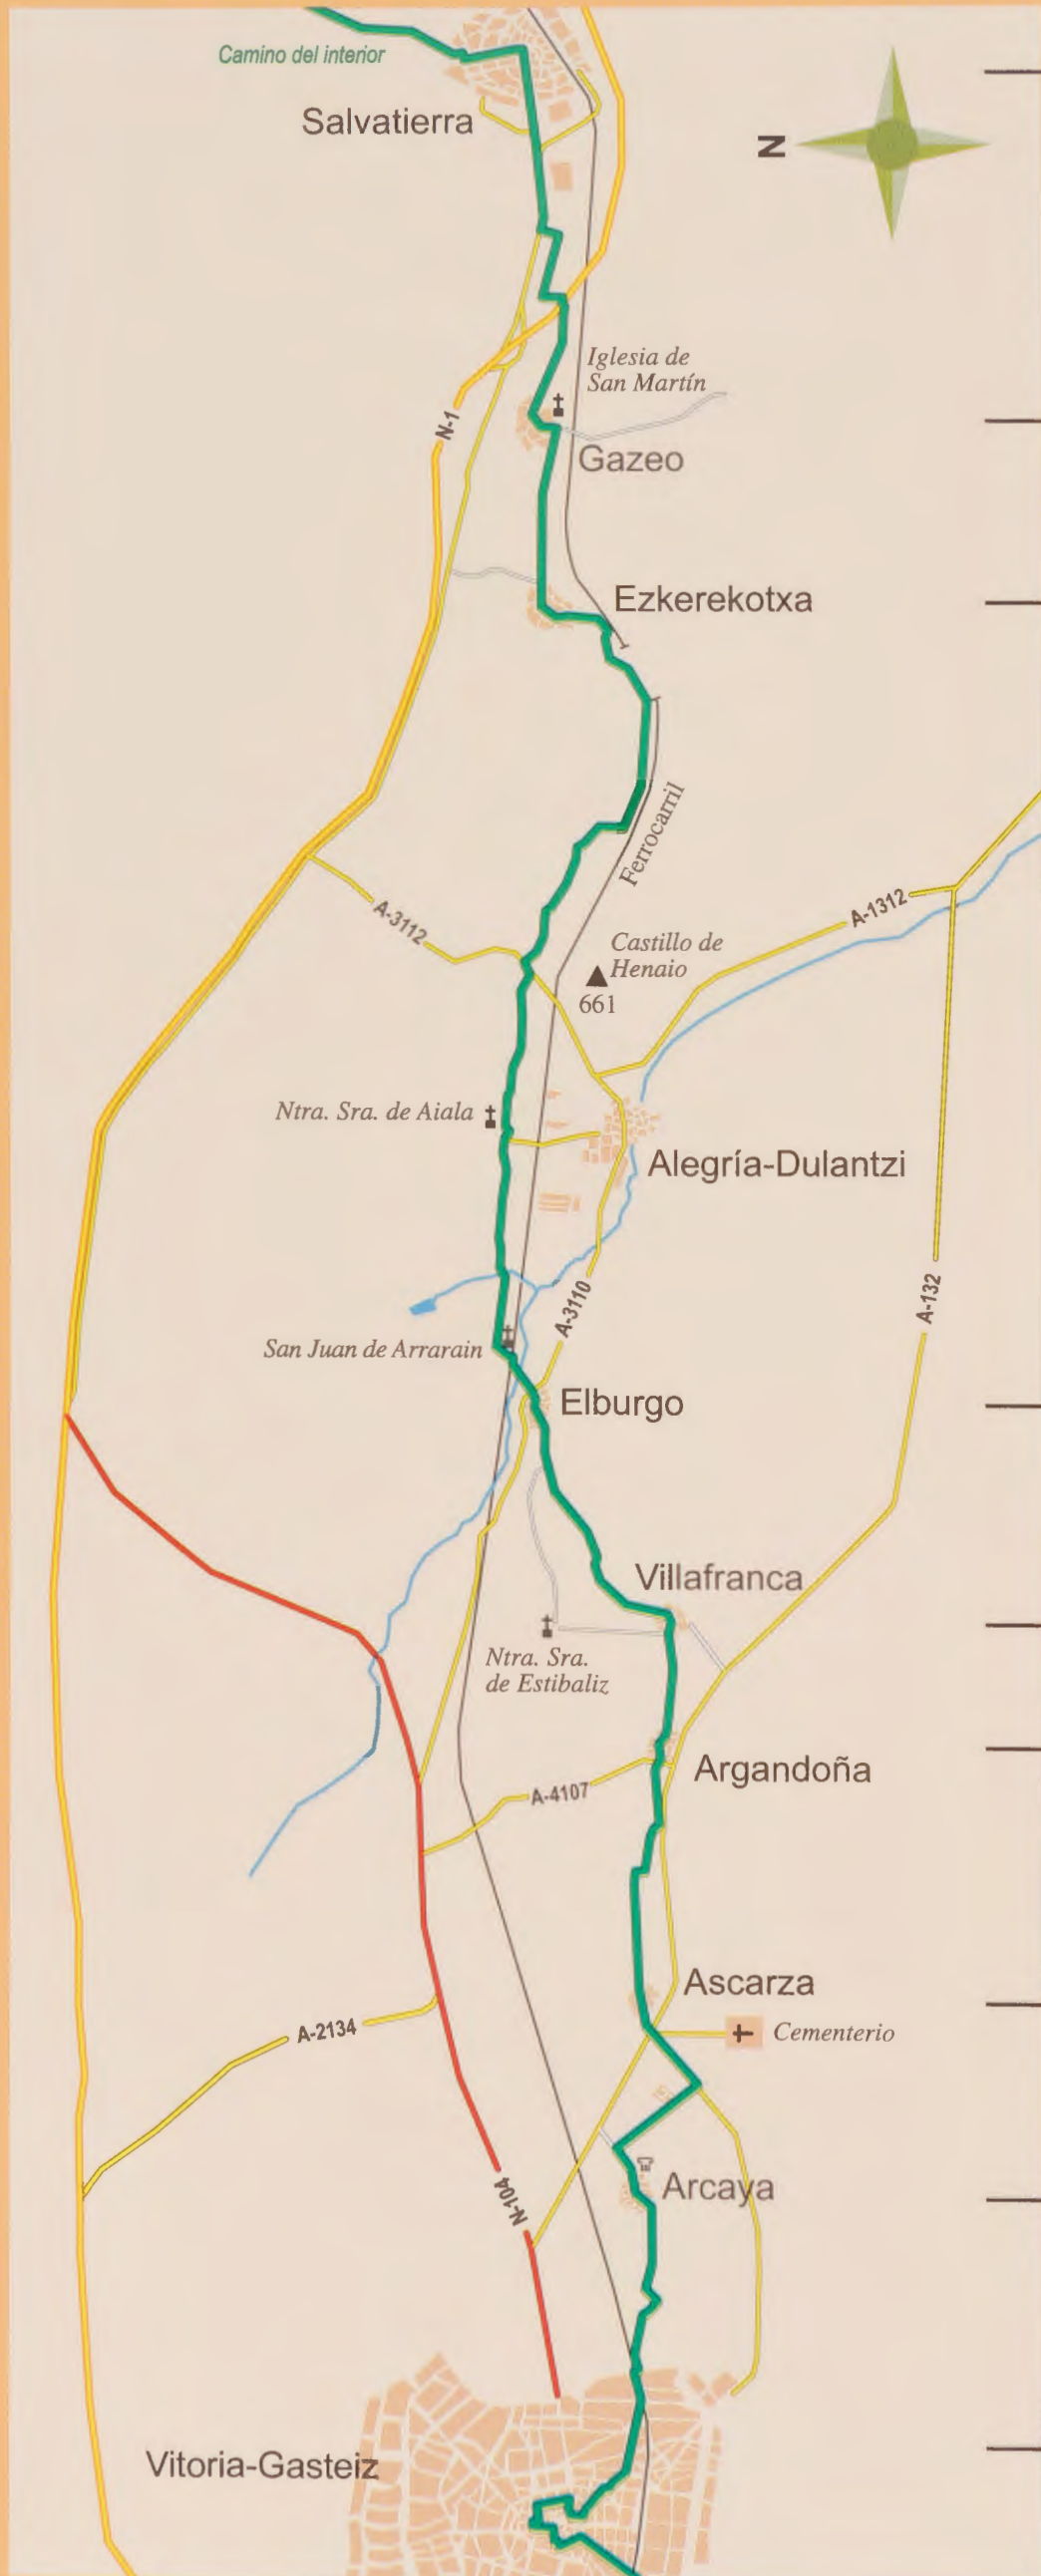 Camino del interior
Salvatierra
N
Iglesia de
San Martín
N-1
Gazeo
Ezkerekotxa
Ferrocarril
A-1312
A-3112
Castillo de
Henaio
661
Ntra. Sra. de Aiala
Alegría-Dulantzi
A-132
A-3110
San Juan de Arrarain
Elburgo
Villafranca
Ntra. Sra.
de Estibaliz
Argandoña
A-4107
Ascarza
A-2134
Cementerio
N-104
Arcaya
Vitoria-Gasteiz